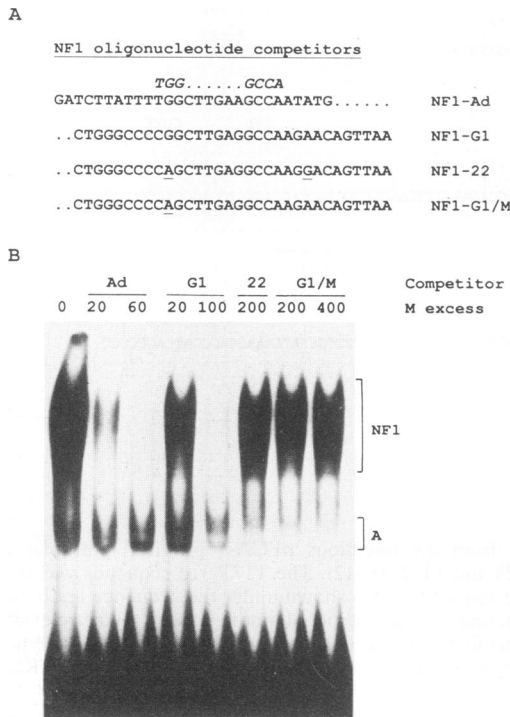 A
NF1 oligonucleotide competitors
TGG......GCCA
GATCTTATTTTGGCTTGAAGCCAATATG...... NF1-Ad
..CTGGGCCCCGGCTTGAGGCCAAGAACAGTTAA NF1-G1
..CTGGGCCCCAGCTTGAGGCCAAGGACAGTTAA NF1-22
..CTGGGCCCCAGCTTGAGGCCAAGAACAGTTAA NF1-G1/M
B
Ad G1 22 G1/M Competitor
0 20 60 20 100 200 200 400 M excess
NF1
A